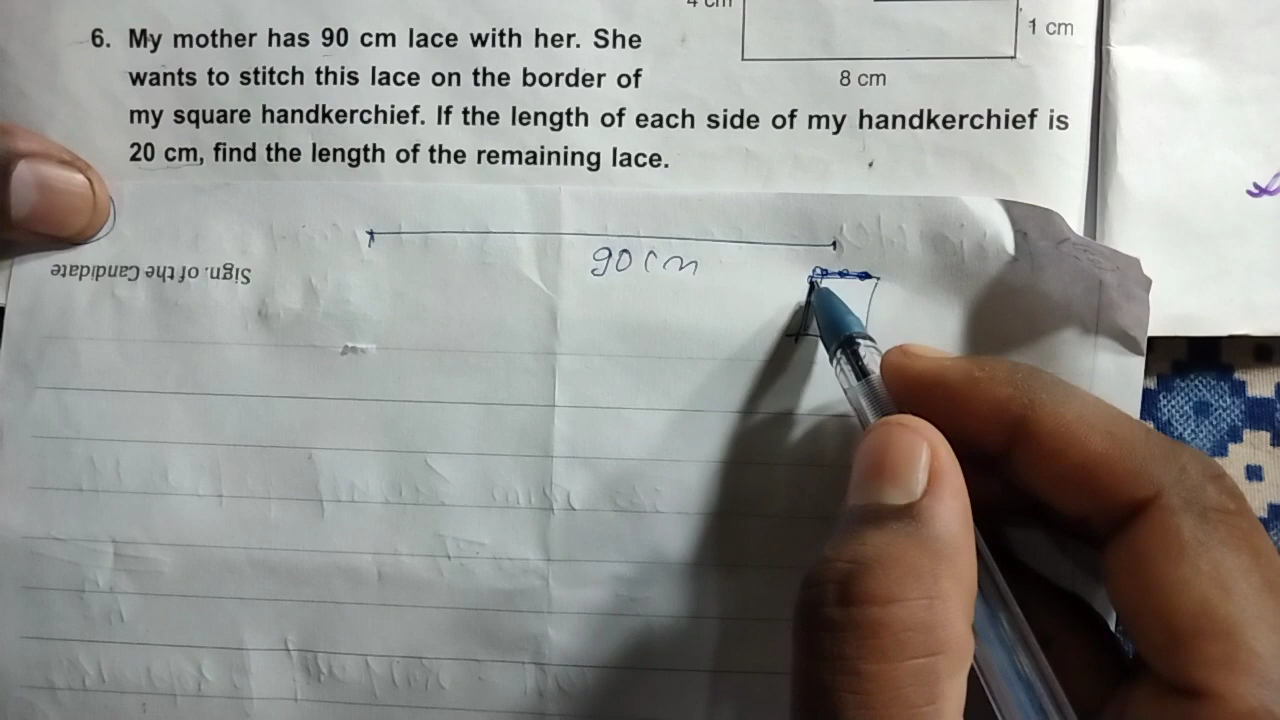 4 cm
1 cm
8 cm
6. My mother has 90 cm lace with her. She
wants to stitch this lace on the border of
my square handkerchief. If the length of each side of my handkerchief is
20 cm, find the length of the remaining lace.
90 cm
Sign. of the Candidate